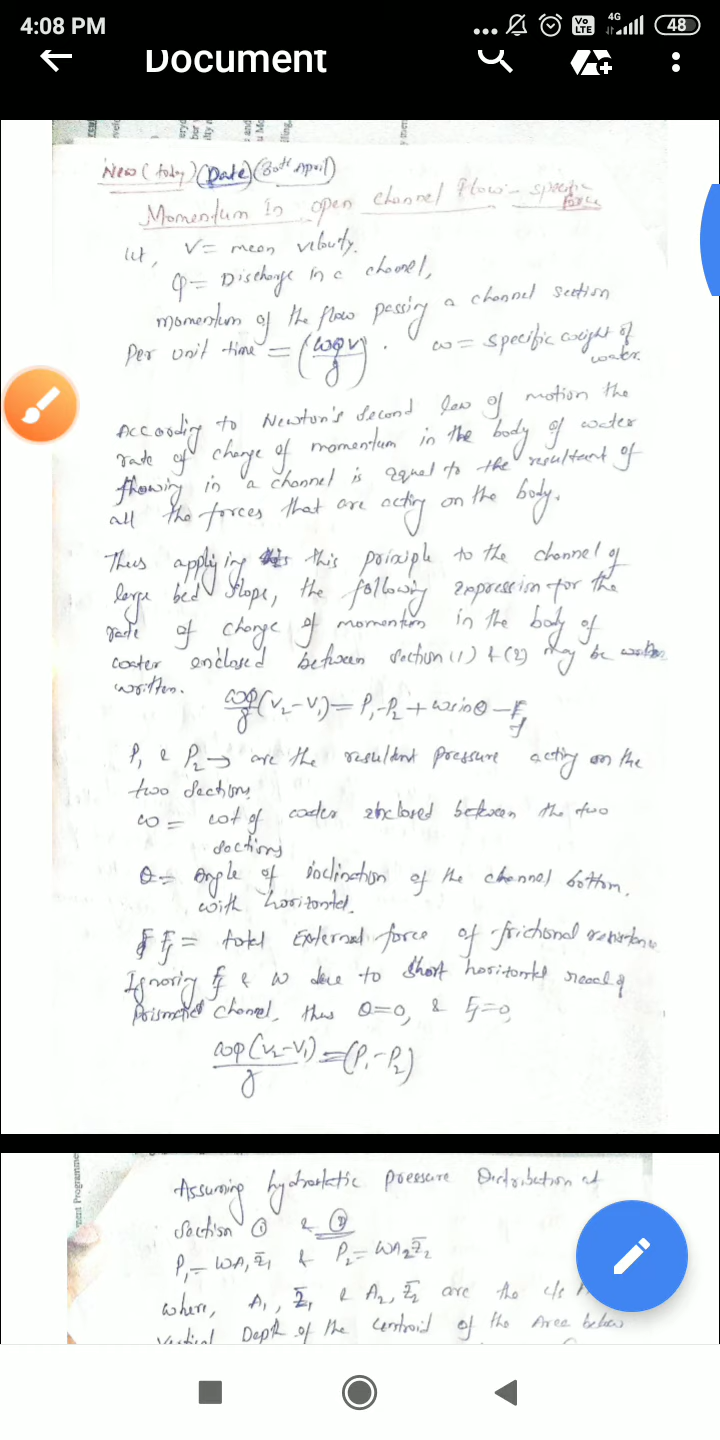 4:08 PM
4G
Vo
LTE
48
Document
New (today) (Date) (30th April)
Momentum in open channel Flow - specific
Force
let, V = mean velocity.
Q = Discharge in a channel,
momentum of the flow passing a channel section
Per unit time = (wQV/g). w = specific weight of
water.
According to Newton's second law of motion the
rate of change of momentum in the body of water
flowing in a channel is equal to the resultant of
all the forces that are acting on the body.
Thus applying this principle to the channel of
large bed slope, the following expression for the
rate of change of momentum in the body of
water enclosed between section (1) & (2) may be
written.
wQ/g (V2 - V1) = P1 - P2 + w sinθ - Ff
P1 & P2 → are the resultant pressure acting on the
two sections
w = wt of water enclosed between the two
sections
θ = Angle of inclination of the channel bottom.
with horizontal.
Ff = total External force of frictional resistance
Ignoring Ff & w due to short horizontal reach of
Prismatic channel, thus θ=0, & Ff=0,
wQ(V2 - V1)/g = (P1 - P2)
ment Programme
Assuming hydrostatic pressure Distribution at
Section ① & ②
P1 = WA1 z̄1 & P2 = WA2 z̄2
where, A1, z̄1 & A2, z̄2 are the c/s
Vertical Depth of the centroid of the Area below